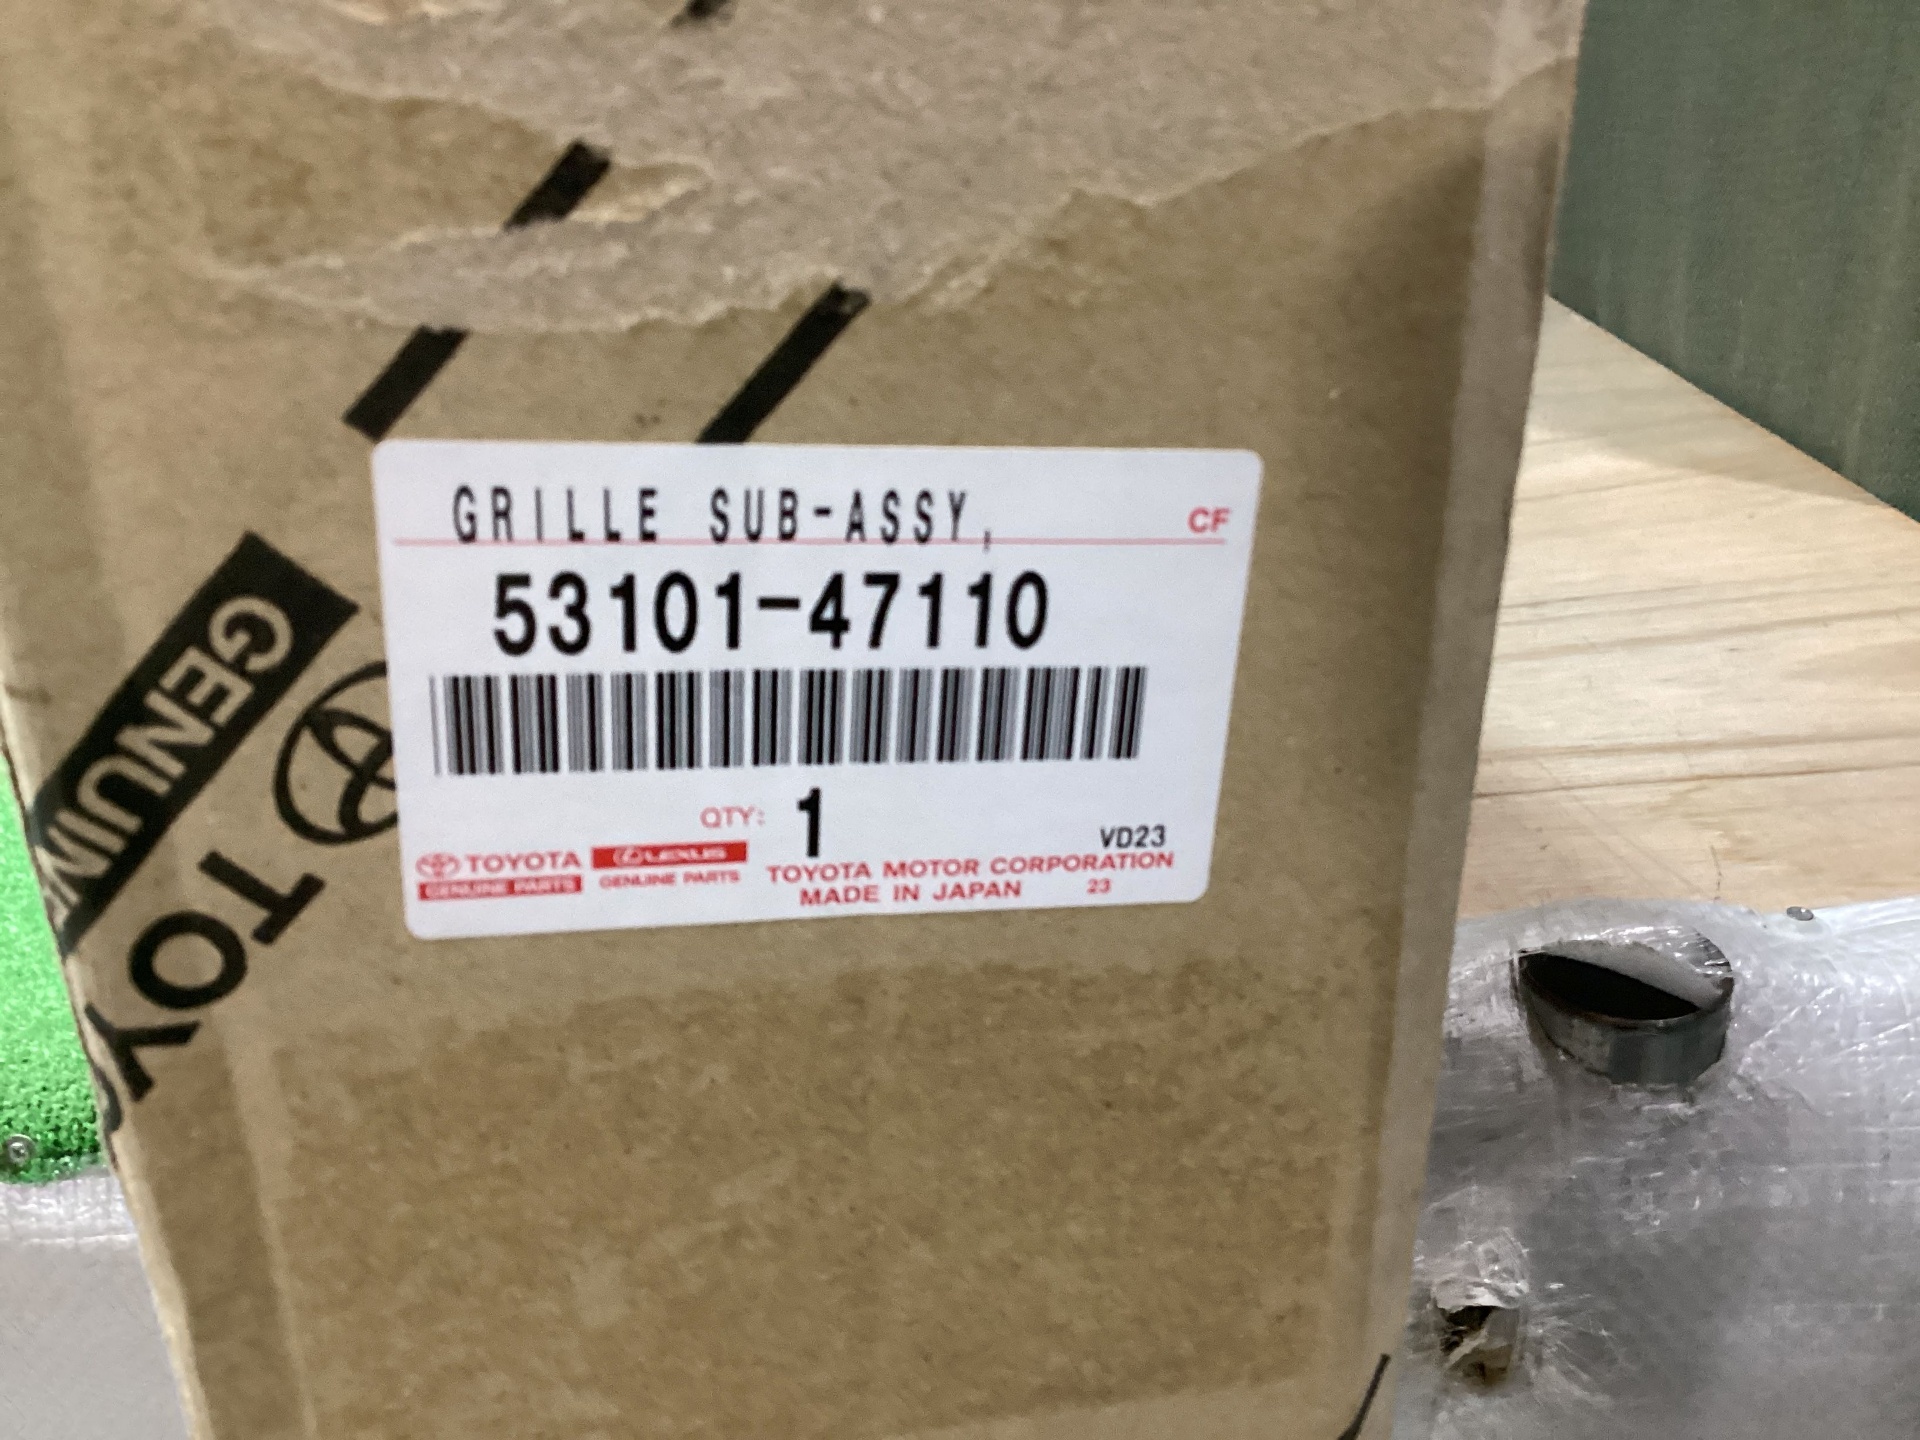 GRILLE SUB-ASSY,
CF
53101-47110
QTY: 1
VD23
TOYOTA
GENUINE PARTS
LEXUS
GENUINE PARTS
TOYOTA MOTOR CORPORATION
MADE IN JAPAN 23
GENUIN
TOYO